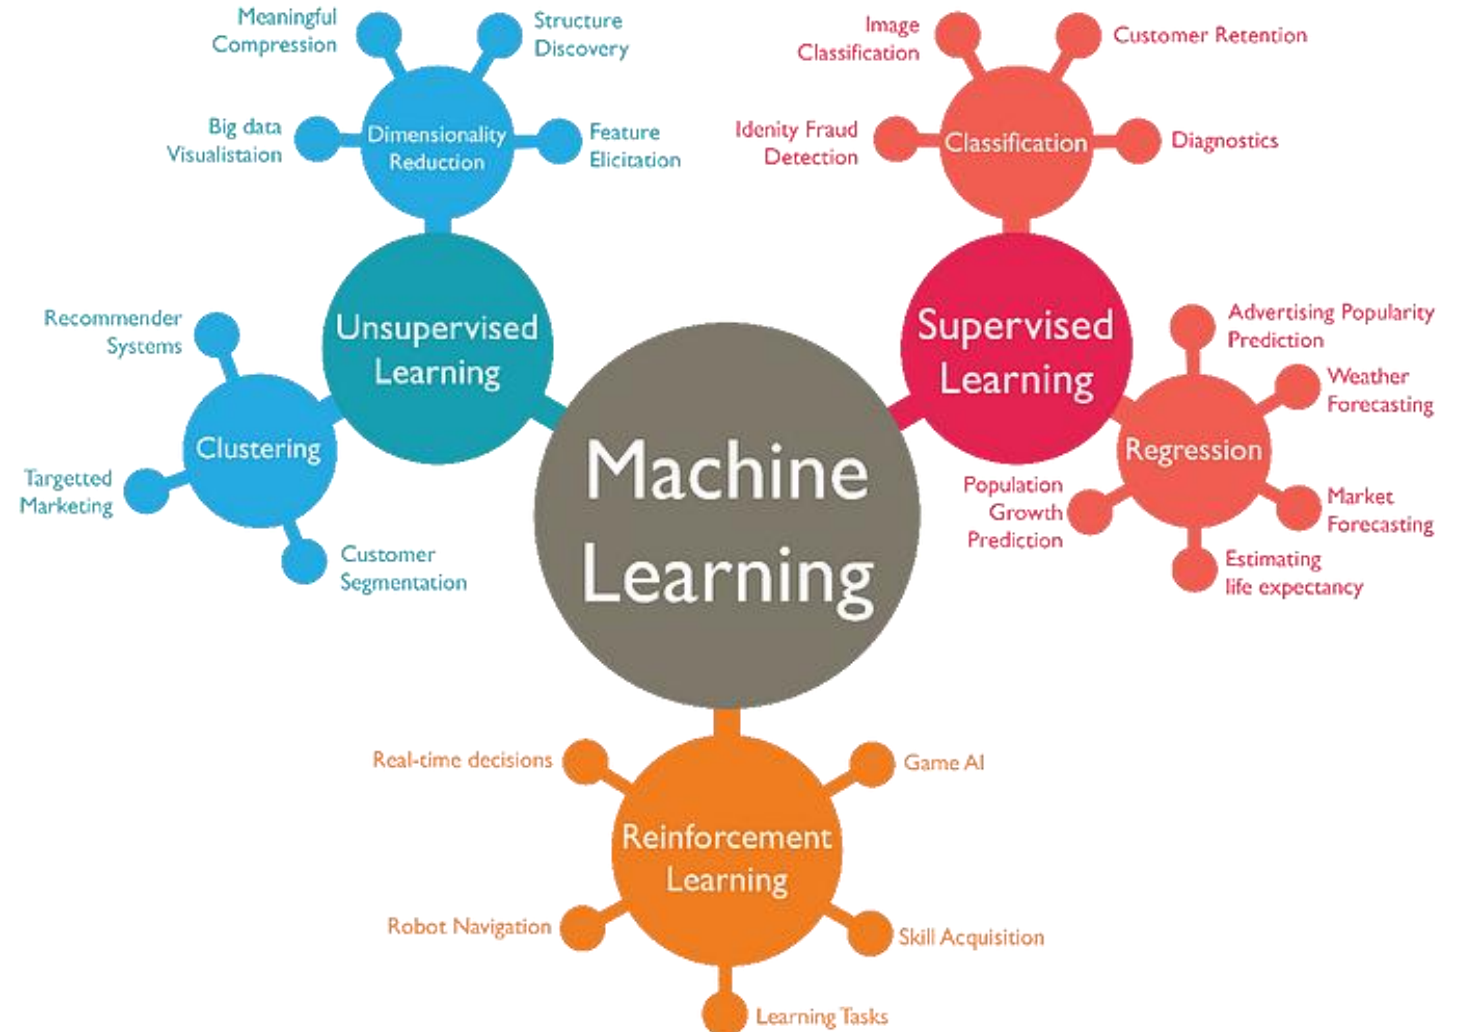 Meaningful
Compression
Structure
Discovery
Big data
Visualistaion
Dimensionality
Reduction
Feature
Elicitation
Image
Classification
Customer Retention
Idenity Fraud
Detection
Classification
Diagnostics
Unsupervised
Learning
Recommender
Systems
Clustering
Targetted
Marketing
Customer
Segmentation
Supervised
Learning
Advertising Popularity
Prediction
Weather
Forecasting
Regression
Population
Growth
Prediction
Market
Forecasting
Estimating
life expectancy
Machine
Learning
Real-time decisions
Game AI
Reinforcement
Learning
Robot Navigation
Skill Acquisition
Learning Tasks